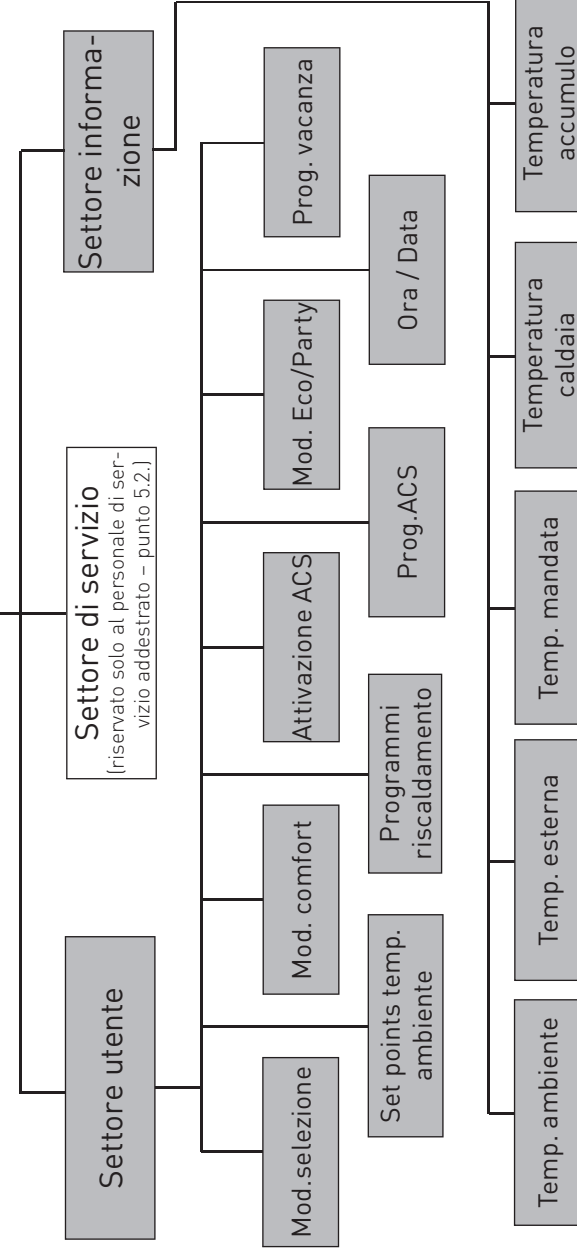 Settore utente
Settore di servizio
(riservato solo al personale di ser-
vizio addestrato – punto 5.2.)
Settore informa-
zione
Mod.selezione
Mod. comfort
Attivazione ACS
Mod. Eco/Party
Prog. vacanza
Set points temp.
ambiente
Programmi
riscaldamento
Prog.ACS
Ora / Data
Temp. ambiente
Temp. esterna
Temp. mandata
Temperatura
caldaia
Temperatura
accumulo